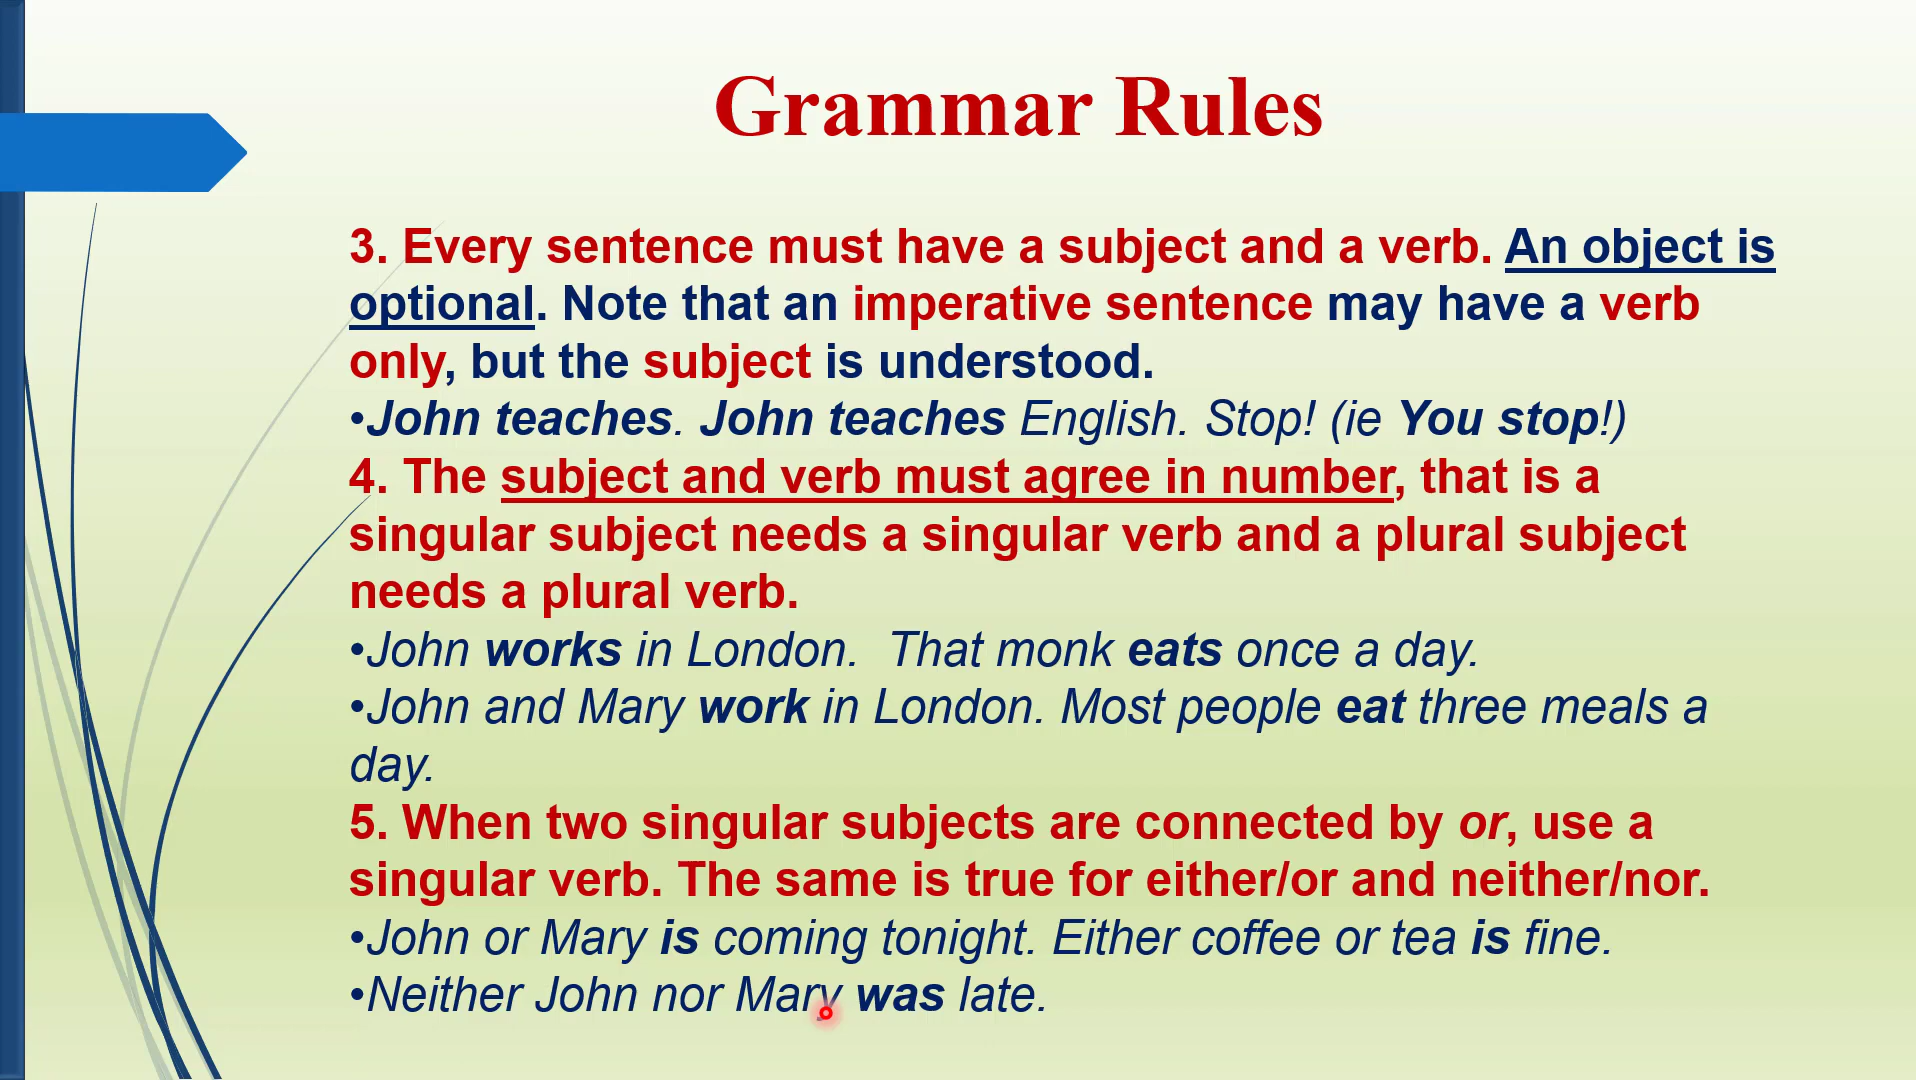 Grammar Rules
3. Every sentence must have a subject and a verb. An object is
optional. Note that an imperative sentence may have a verb
only, but the subject is understood.
•John teaches. John teaches English. Stop! (ie You stop!)
4. The subject and verb must agree in number, that is a
singular subject needs a singular verb and a plural subject
needs a plural verb.
•John works in London.  That monk eats once a day.
•John and Mary work in London. Most people eat three meals a
day.
5. When two singular subjects are connected by or, use a
singular verb. The same is true for either/or and neither/nor.
•John or Mary is coming tonight. Either coffee or tea is fine.
•Neither John nor Mary was late.